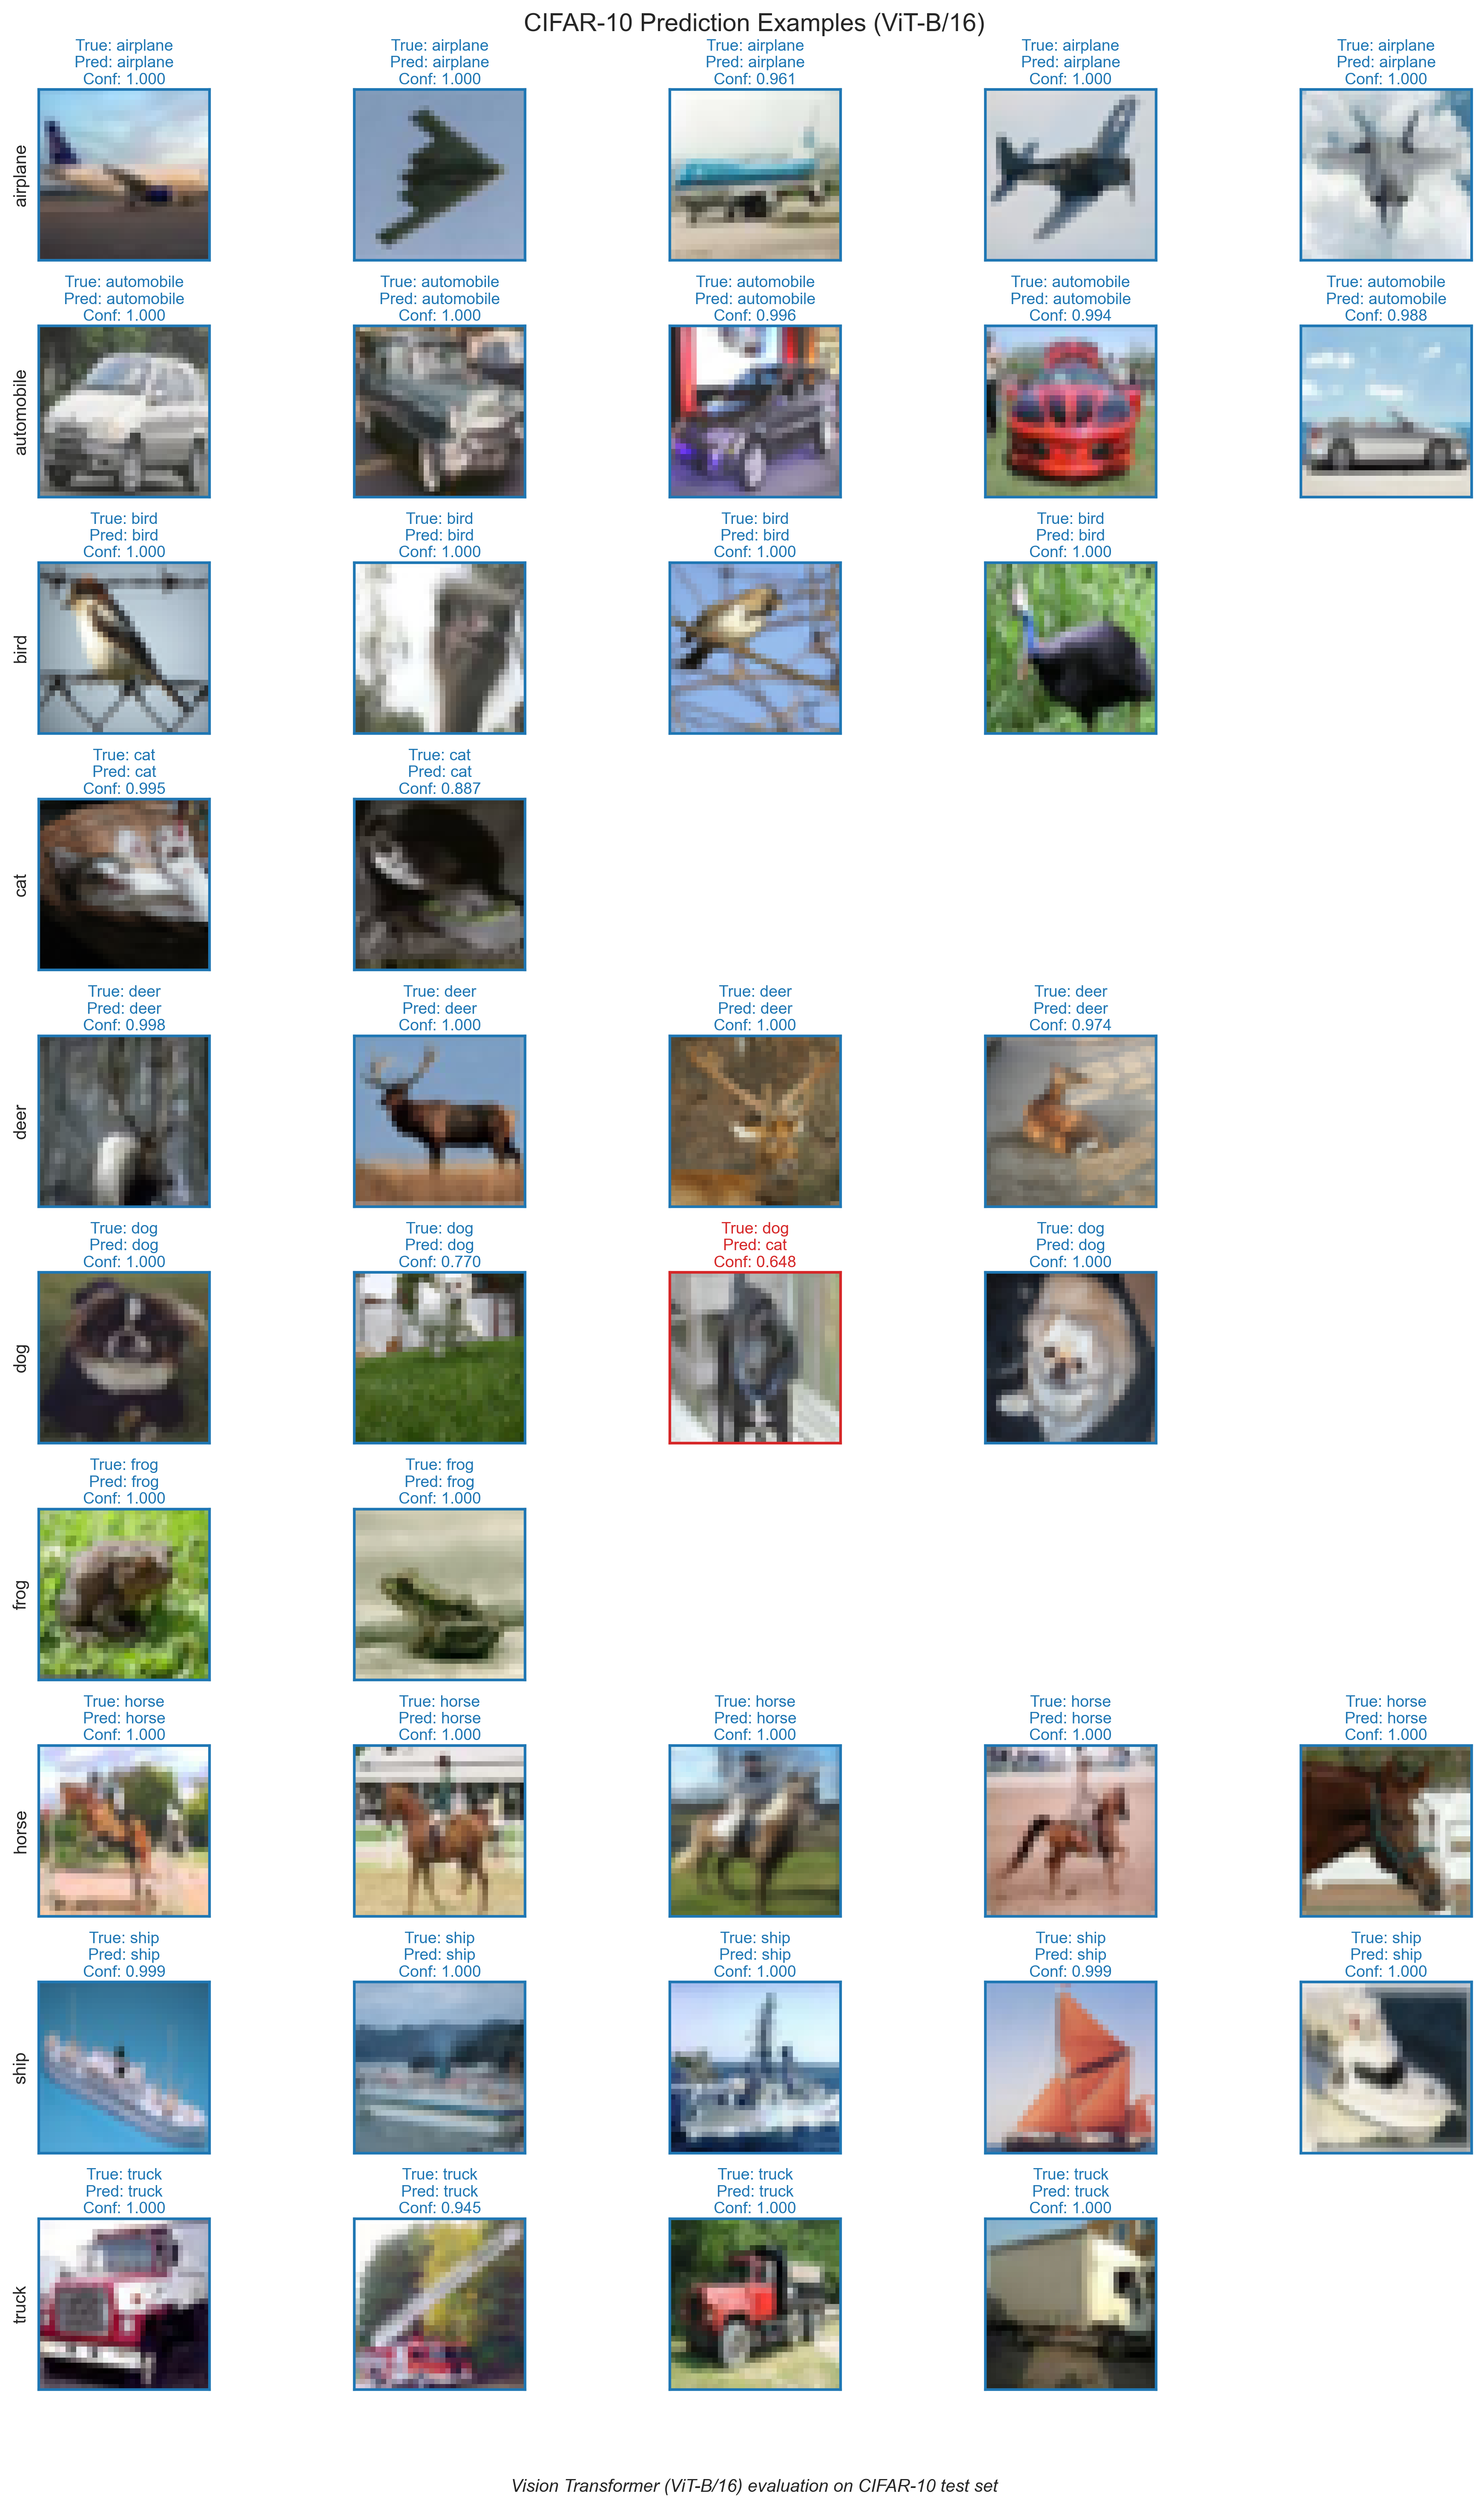 CIFAR-10 Prediction Examples (ViT-B/16)
True: airplane
Pred: airplane
Conf: 1.000
True: airplane
Pred: airplane
Conf: 1.000
True: airplane
Pred: airplane
Conf: 0.961
True: airplane
Pred: airplane
Conf: 1.000
True: airplane
Pred: airplane
Conf: 1.000
airplane
True: automobile
Pred: automobile
Conf: 1.000
True: automobile
Pred: automobile
Conf: 1.000
True: automobile
Pred: automobile
Conf: 0.996
True: automobile
Pred: automobile
Conf: 0.994
True: automobile
Pred: automobile
Conf: 0.988
automobile
True: bird
Pred: bird
Conf: 1.000
True: bird
Pred: bird
Conf: 1.000
True: bird
Pred: bird
Conf: 1.000
True: bird
Pred: bird
Conf: 1.000
bird
True: cat
Pred: cat
Conf: 0.995
True: cat
Pred: cat
Conf: 0.887
cat
True: deer
Pred: deer
Conf: 0.998
True: deer
Pred: deer
Conf: 1.000
True: deer
Pred: deer
Conf: 1.000
True: deer
Pred: deer
Conf: 0.974
deer
True: dog
Pred: dog
Conf: 1.000
True: dog
Pred: dog
Conf: 0.770
True: dog
Pred: cat
Conf: 0.648
True: dog
Pred: dog
Conf: 1.000
dog
True: frog
Pred: frog
Conf: 1.000
True: frog
Pred: frog
Conf: 1.000
frog
True: horse
Pred: horse
Conf: 1.000
True: horse
Pred: horse
Conf: 1.000
True: horse
Pred: horse
Conf: 1.000
True: horse
Pred: horse
Conf: 1.000
True: horse
Pred: horse
Conf: 1.000
horse
True: ship
Pred: ship
Conf: 0.999
True: ship
Pred: ship
Conf: 1.000
True: ship
Pred: ship
Conf: 1.000
True: ship
Pred: ship
Conf: 0.999
True: ship
Pred: ship
Conf: 1.000
ship
True: truck
Pred: truck
Conf: 1.000
True: truck
Pred: truck
Conf: 0.945
True: truck
Pred: truck
Conf: 1.000
True: truck
Pred: truck
Conf: 1.000
truck
Vision Transformer (ViT-B/16) evaluation on CIFAR-10 test set